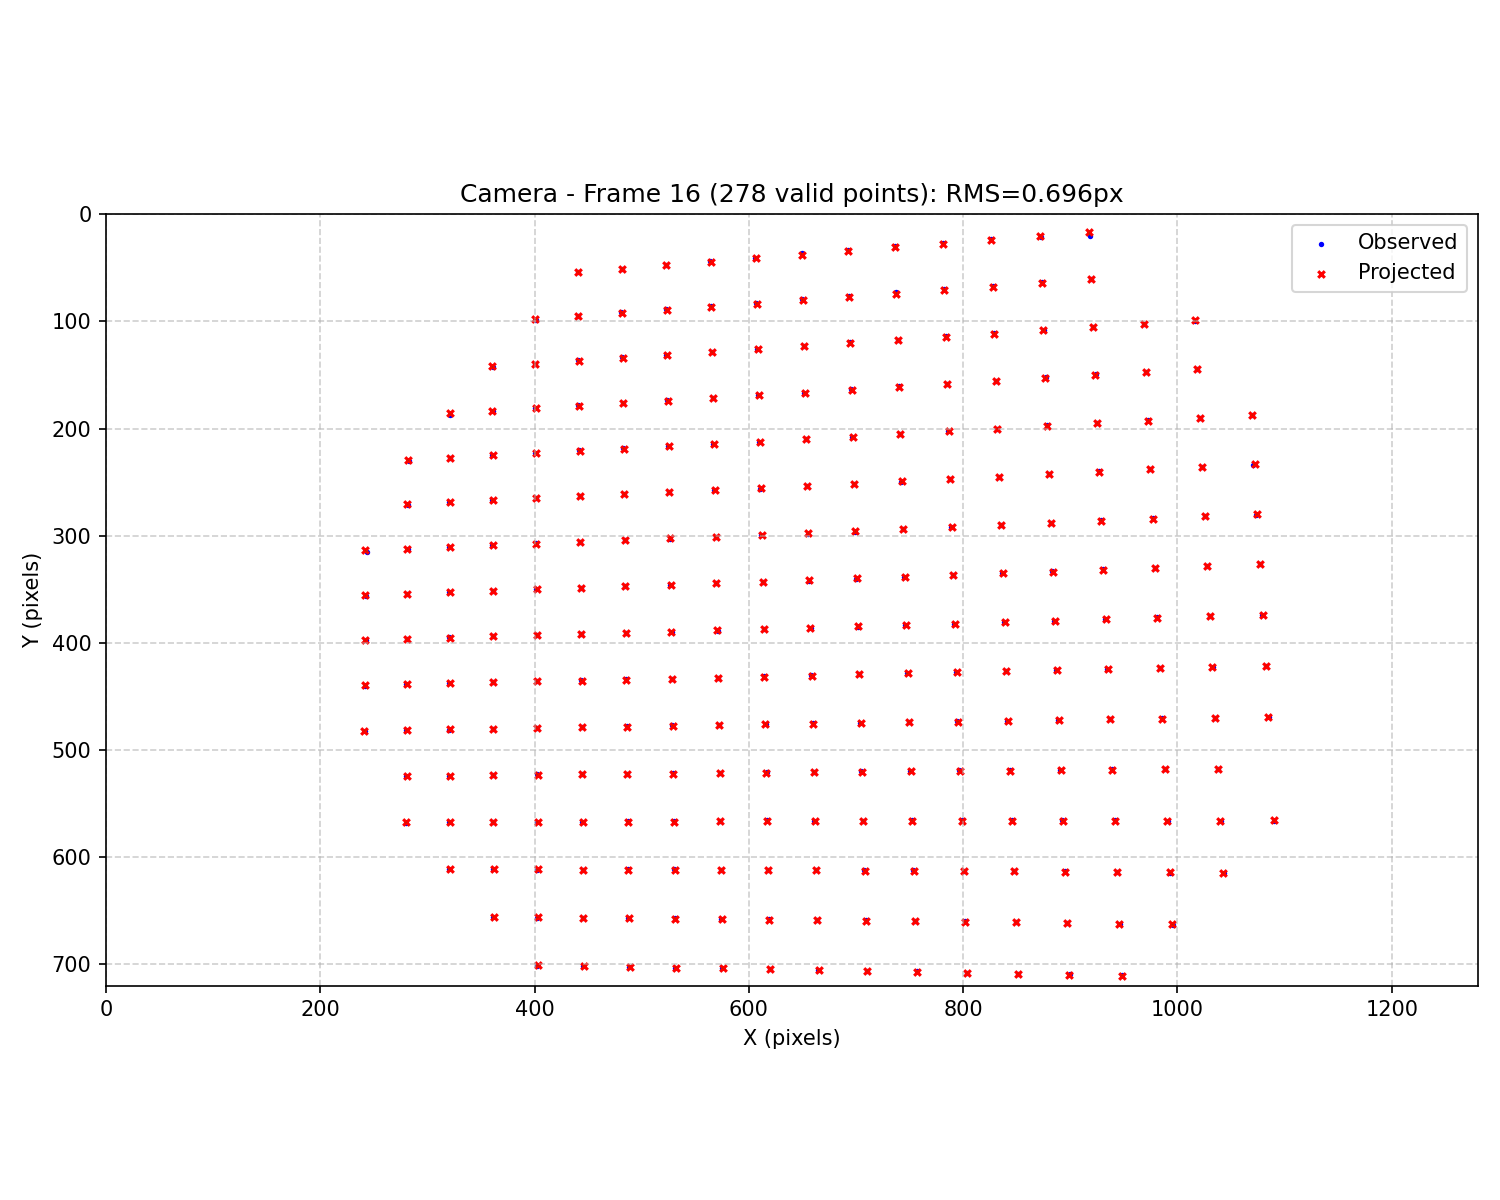 Camera - Frame 16 (278 valid points): RMS=0.696px
Observed
Projected
0
100
200
300
400
500
600
700
Y (pixels)
0 200 400 600 800 1000 1200
X (pixels)